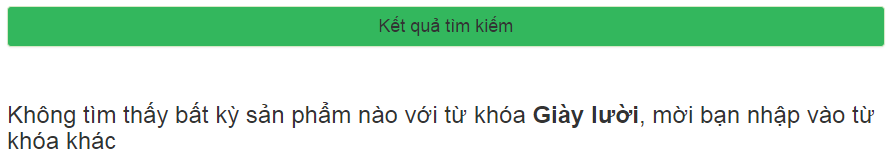 Kết quả tìm kiếm
Không tìm thấy bất kỳ sản phẩm nào với từ khóa Giày lười, mời bạn nhập vào từ
khóa khác